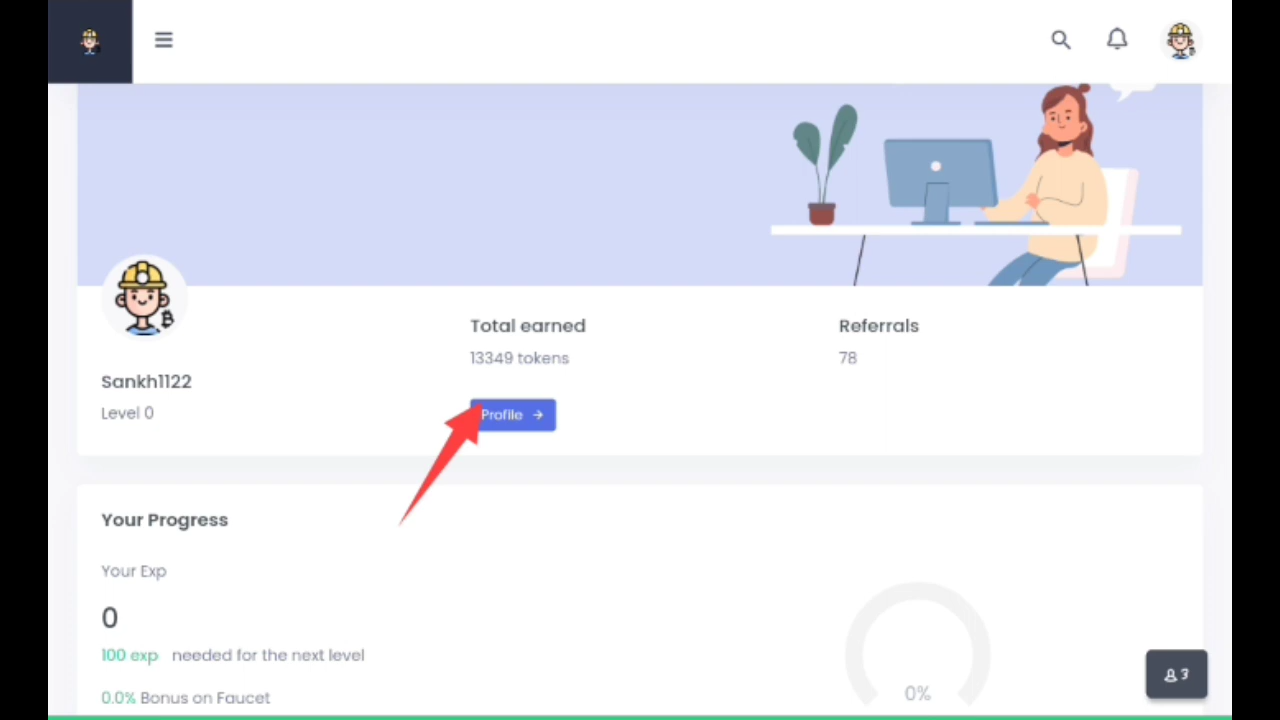 Total earned
Referrals
13349 tokens
78
Sankh1122
Level 0
Profile →
Your Progress
Your Exp
0
100 exp needed for the next level
0.0% Bonus on Faucet
0%
3